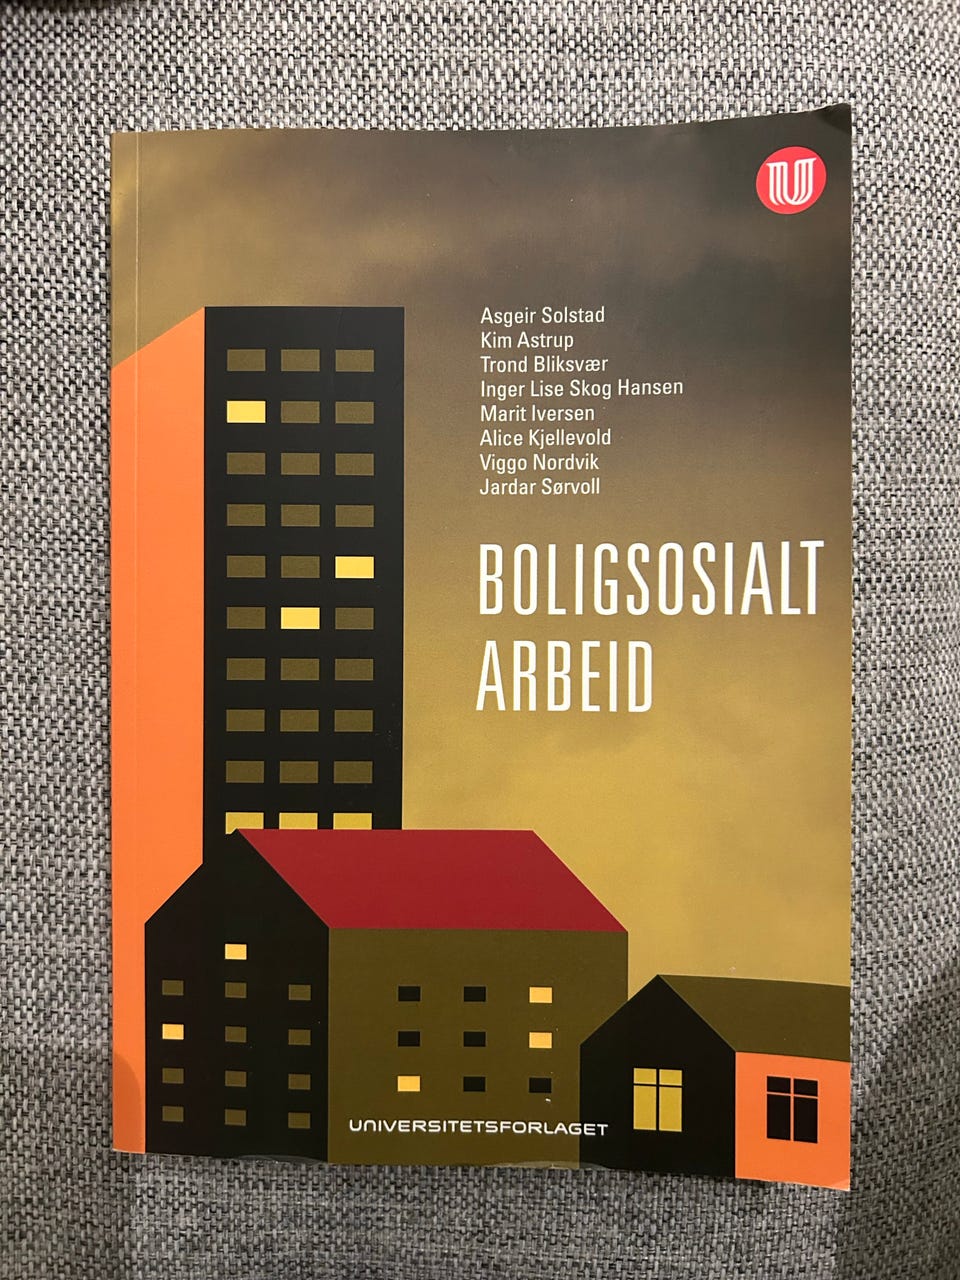 U
Asgeir Solstad
Kim Astrup
Trond Bliksvær
Inger Lise Skog Hansen
Marit Iversen
Alice Kjellevold
Viggo Nordvik
Jardar Sørvoll
BOLIGSOSIALT
ARBEID
UNIVERSITETSFORLAGET